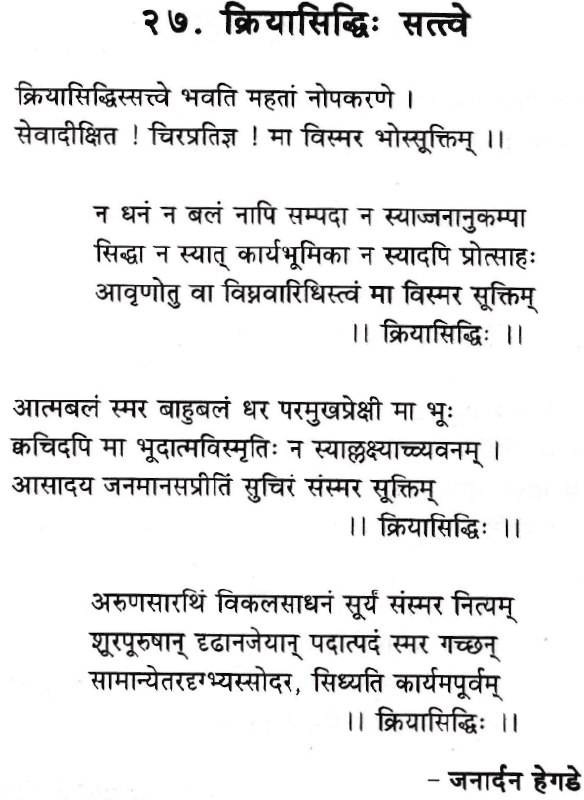 २७. क्रियासिद्धिः सत्त्वे
क्रियासिद्धिस्सत्त्वे भवति महतां नोपकरणे ।
सेवादीक्षित ! चिरप्रतिज्ञ ! मा विस्मर भोस्सूक्तिम् ।।
न धनं न बलं नापि सम्पदा न स्याज्जनानुकम्पा
सिद्धा न स्यात् कार्यभूमिका न स्यादपि प्रोत्साहः
आवृणोतु वा विघ्नवारिधिस्त्वं मा विस्मर सूक्तिम्
।। क्रियासिद्धिः ।।
आत्मबलं स्मर बाहुबलं धर परमुखप्रेक्षी मा भूः
क्वचिदपि मा भूदात्मविस्मृतिः न स्याल्लक्ष्याच्च्यवनम् ।
आसादय जनमानसप्रीतिं सुचिरं संस्मर सूक्तिम्
।। क्रियासिद्धिः ।।
अरुणसारथिं विकलसाधनं सूर्यं संस्मर नित्यम्
शूरपूरुषान् दृढानजेयान् पदात्पदं स्मर गच्छन्
सामान्येतरदृग्भ्यस्सोदर, सिध्यति कार्यमपूर्वम्
।। क्रियासिद्धिः ।।
- जनार्दन हेगडे